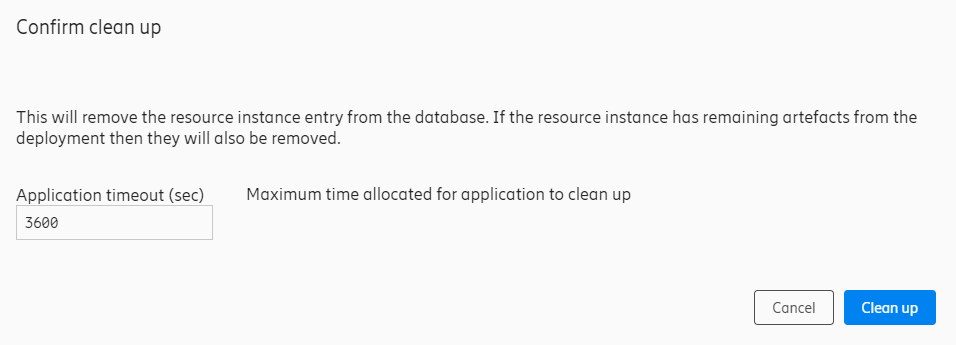 Confirm clean up
This will remove the resource instance entry from the database. If the resource instance has remaining artefacts from the
deployment then they will also be removed.
Application timeout (sec)
Maximum time allocated for application to clean up
3600
Cancel
Clean up